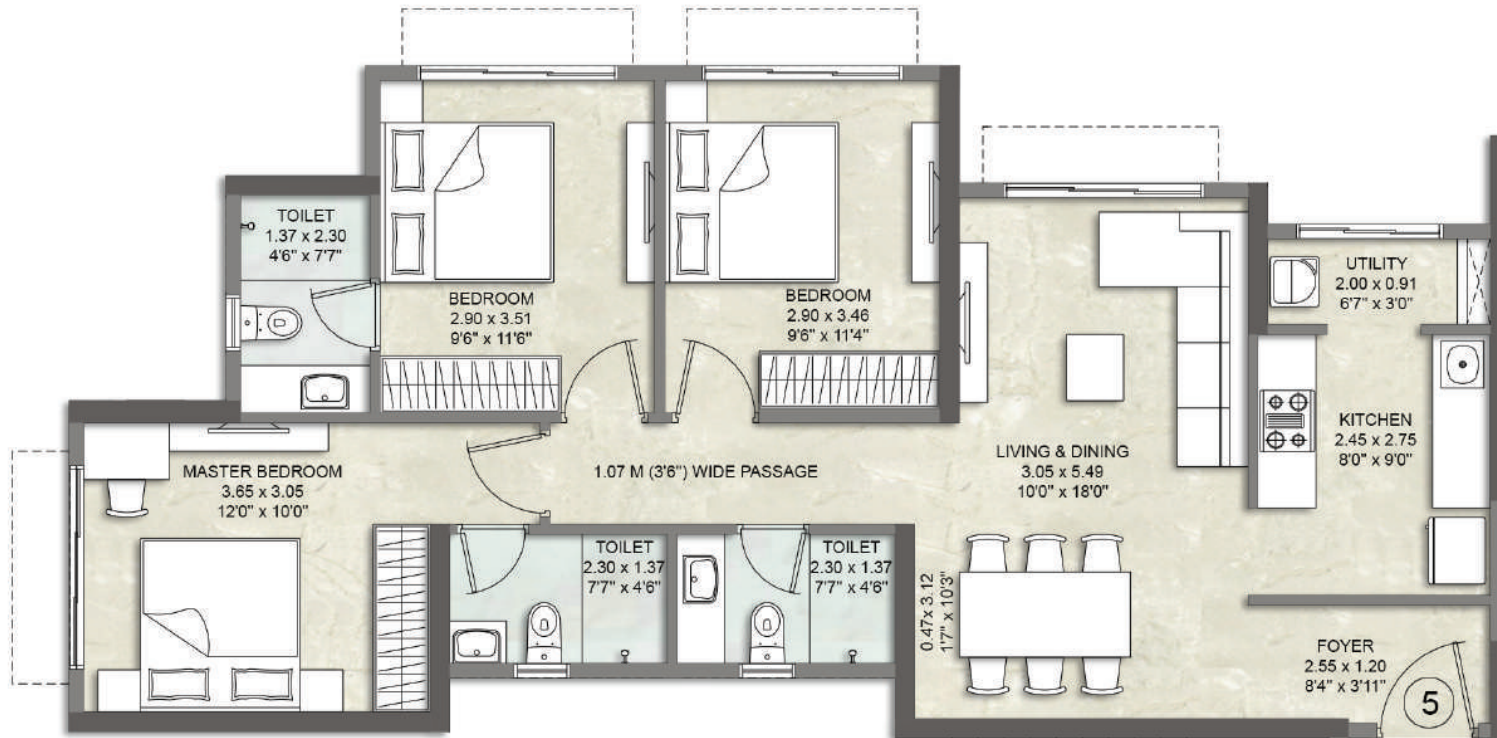 TOILET
1.37 x 2.30
4'6" x 7'7"
BEDROOM
2.90 x 3.51
9'6" x 11'6"
BEDROOM
2.90 x 3.46
9'6" x 11'4"
UTILITY
2.00 x 0.91
6'7" x 3'0"
MASTER BEDROOM
3.65 x 3.05
12'0" x 10'0"
1.07 M (3'6") WIDE PASSAGE
LIVING & DINING
3.05 x 5.49
10'0" x 18'0"
KITCHEN
2.45 x 2.75
8'0" x 9'0"
TOILET
2.30 x 1.37
7'7" x 4'6"
TOILET
2.30 x 1.37
7'7" x 4'6"
0.47x 3.12
1'7" x 10'3"
FOYER
2.55 x 1.20
8'4" x 3'11"
5